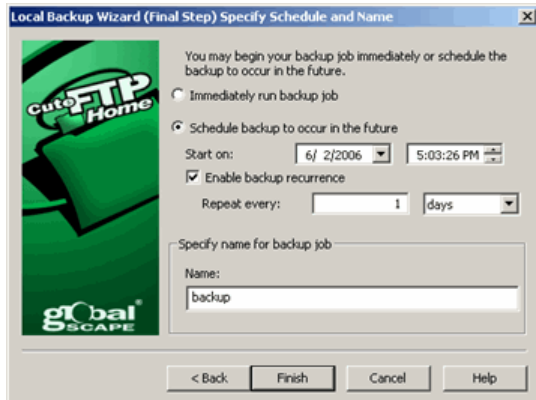 Local Backup Wizard (Final Step) Specify Schedule and Name
CuteFTP
Home
You may begin your backup job immediately or schedule the
backup to occur in the future.
Immediately run backup job
Schedule backup to occur in the future
Start on: 6/ 2/2006 5:03:26 PM
Enable backup recurrence
Repeat every: 1 days
Specify name for backup job
Name:
backup
globalSCAPE
< Back Finish Cancel Help